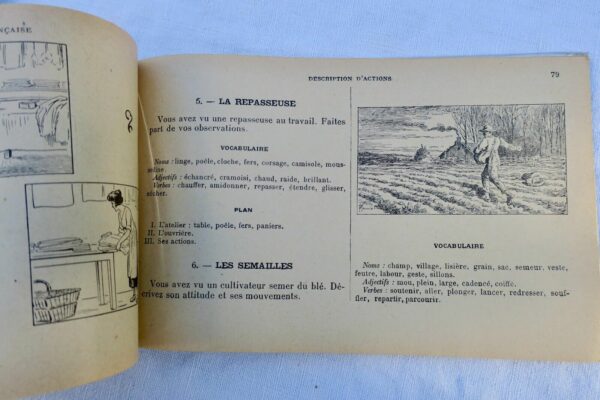 NÇAISE
DESCRIPTION D'ACTIONS
79
5. — LA REPASSEUSE
Vous avez vu une repasseuse au travail. Faites
part de vos observations.
VOCABULAIRE
Noms : linge, poêle, cloche, fers, corsage, camisole, mous-
seline.
Adjectifs : échancré, cramoisi, chaud, raide, brillant.
Verbes : chauffer, amidonner, repasser, étendre, glisser,
sécher.
PLAN
I. L'atelier : table, poêle, fers, paniers.
II. L'ouvrière.
III. Ses actions.
6. — LES SEMAILLES
Vous avez vu un cultivateur semer du blé. Dé-
crivez son attitude et ses mouvements.
VOCABULAIRE
Noms : champ, village, lisière, grain, sac, semeur, veste,
feutre, labour, geste, sillons.
Adjectifs : mou, plein, large, cadencé, coiffé.
Verbes : soutenir, aller, plonger, lancer, redresser, souf-
fler, repartir, parcourir.